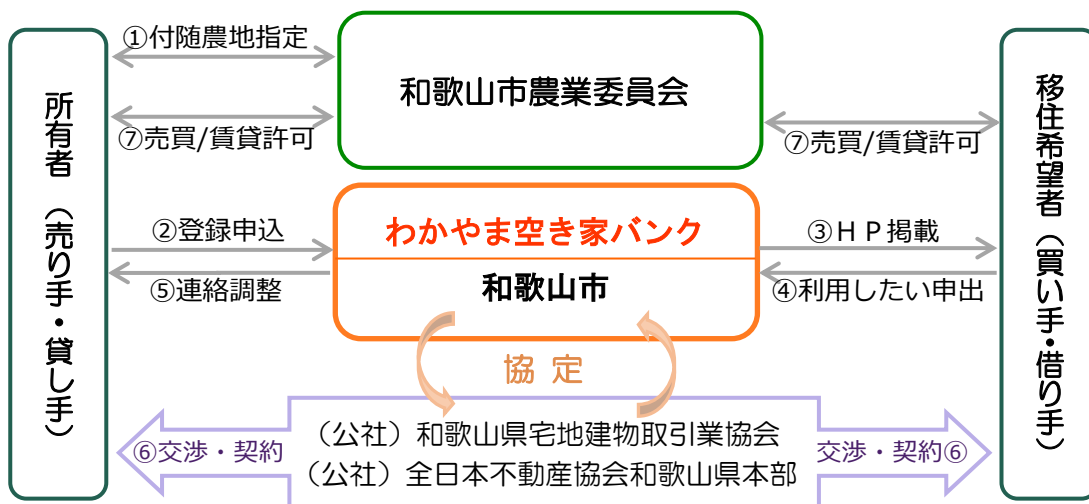 ①付随農地指定
和歌山市農業委員会
⑦売買/賃貸許可
⑦売買/賃貸許可
所有者（売り手・貸し手）
移住希望者（買い手・借り手）
②登録申込
わかやま空き家バンク
③ＨＰ掲載
⑤連絡調整
和歌山市
④利用したい申出
協 定
⑥交渉・契約
（公社）和歌山県宅地建物取引業協会
（公社）全日本不動産協会和歌山県本部
交渉・契約⑥